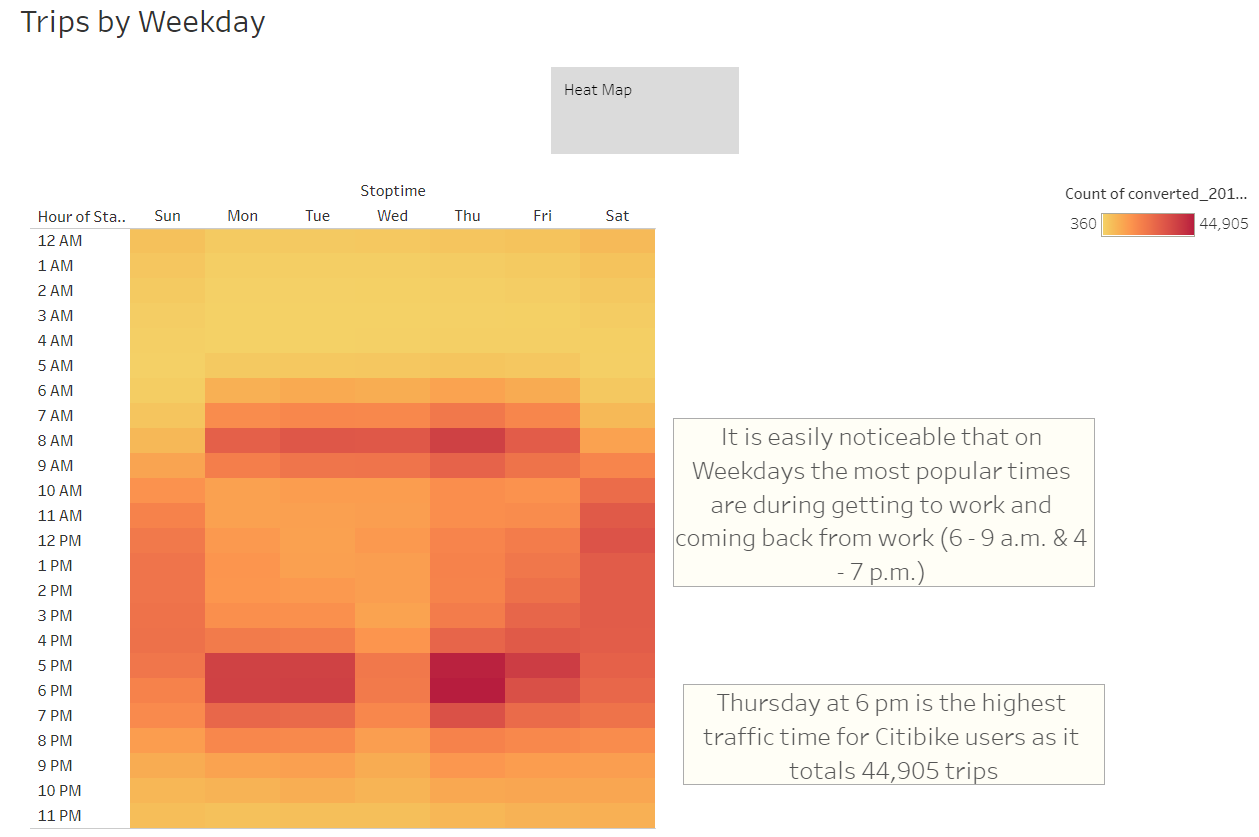 Trips by Weekday
Heat Map
Stoptime
Hour of Sta.. Sun Mon Tue Wed Thu Fri Sat
12 AM
1 AM
2 AM
3 AM
4 AM
5 AM
6 AM
7 AM
8 AM
9 AM
10 AM
11 AM
12 PM
1 PM
2 PM
3 PM
4 PM
5 PM
6 PM
7 PM
8 PM
9 PM
10 PM
11 PM
Count of converted_201...
360 44,905
It is easily noticeable that on
Weekdays the most popular times
are during getting to work and
coming back from work (6 - 9 a.m. & 4
- 7 p.m.)
Thursday at 6 pm is the highest
traffic time for Citibike users as it
totals 44,905 trips